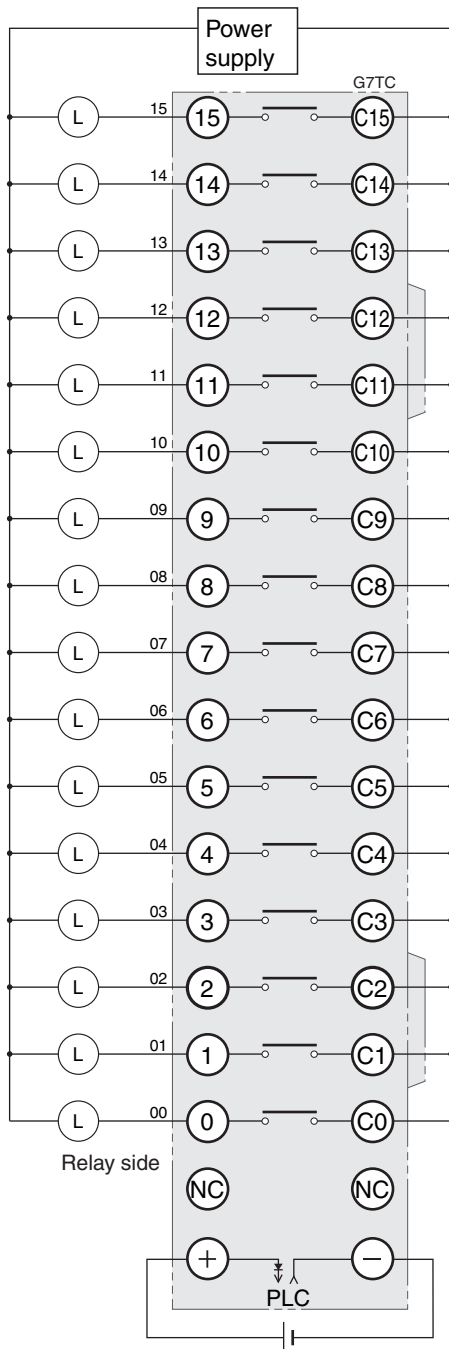 Power
supply
G7TC
L 15 15 C15
L 14 14 C14
L 13 13 C13
L 12 12 C12
L 11 11 C11
L 10 10 C10
L 09 9 C9
L 08 8 C8
L 07 7 C7
L 06 6 C6
L 05 5 C5
L 04 4 C4
L 03 3 C3
L 02 2 C2
L 01 1 C1
L 00 0 C0
Relay side
NC NC
+ −
PLC